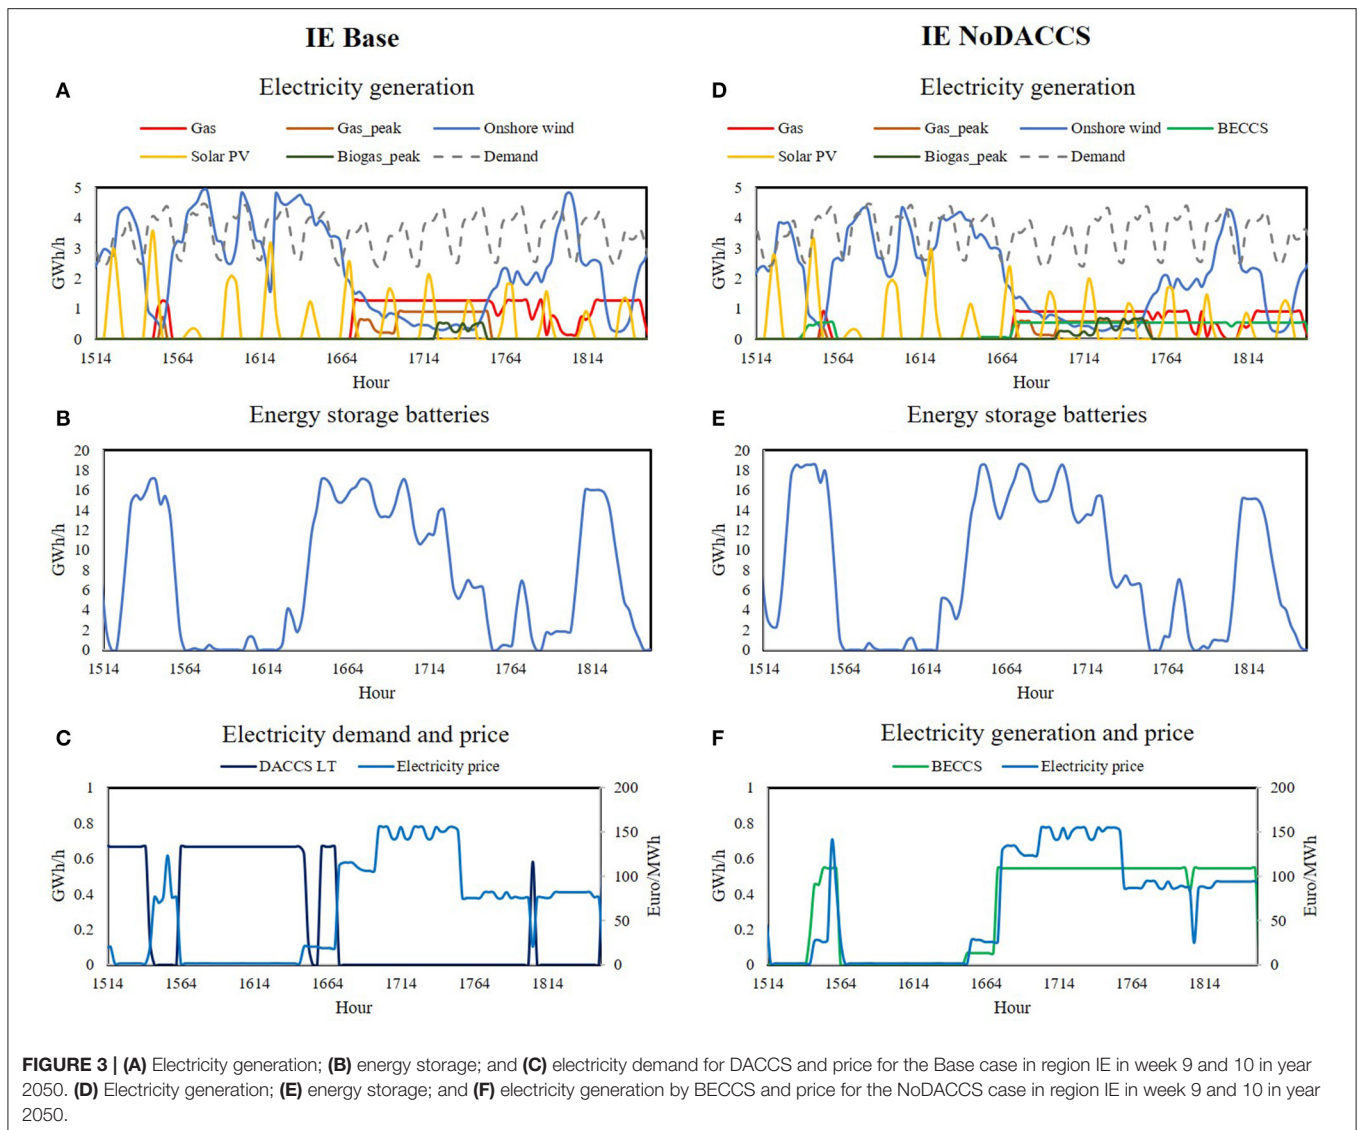 IE Base
IE NoDACCS
A
Electricity generation
Gas
Gas_peak
Onshore wind
Solar PV
Biogas_peak
Demand
5
4
3
2
1
0
GWh/h
1514 1564 1614 1664 1714 1764 1814
Hour
D
Electricity generation
Gas
Gas_peak
Onshore wind
BECCS
Solar PV
Biogas_peak
Demand
5
4
3
2
1
0
GWh/h
1514 1564 1614 1664 1714 1764 1814
Hour
B
Energy storage batteries
20
18
16
14
12
10
8
6
4
2
0
GWh/h
1514 1564 1614 1664 1714 1764 1814
Hour
E
Energy storage batteries
20
18
16
14
12
10
8
6
4
2
0
GWh/h
1514 1564 1614 1664 1714 1764 1814
Hour
C
Electricity demand and price
DACCS LT
Electricity price
1
0.8
0.6
0.4
0.2
0
GWh/h
200
150
100
50
0
Euro/MWh
1514 1564 1614 1664 1714 1764 1814
Hour
F
Electricity generation and price
BECCS
Electricity price
1
0.8
0.6
0.4
0.2
0
GWh/h
200
150
100
50
0
Euro/MWh
1514 1564 1614 1664 1714 1764 1814
Hour
FIGURE 3 | (A) Electricity generation; (B) energy storage; and (C) electricity demand for DACCS and price for the Base case in region IE in week 9 and 10 in year
2050. (D) Electricity generation; (E) energy storage; and (F) electricity generation by BECCS and price for the NoDACCS case in region IE in week 9 and 10 in year
2050.